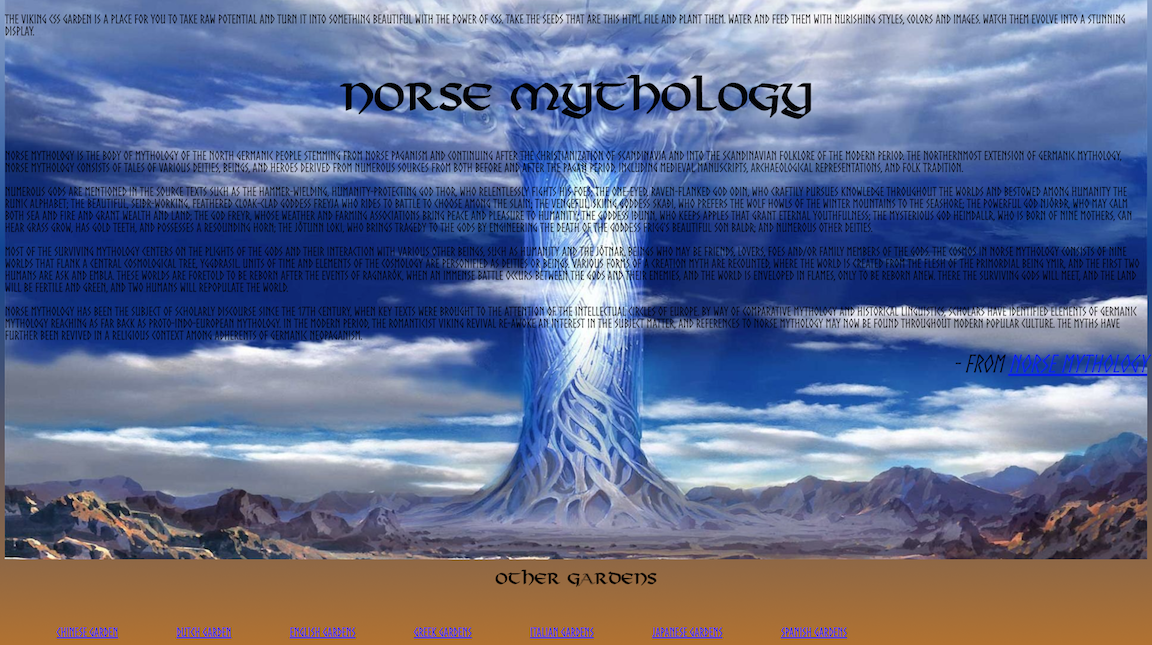 THE VIKING CSS GARDEN IS A PLACE FOR YOU TO TAKE RAW POTENTIAL AND TURN IT INTO SOMETHING BEAUTIFUL WITH THE POWER OF CSS. TAKE THE SEEDS THAT ARE THIS HTML FILE AND PLANT THEM. WATER AND FEED THEM WITH NURISHING STYLES, COLORS AND IMAGES. WATCH THEM EVOLVE INTO A STUNNING
DISPLAY.
NORSE MYTHOLOGY
NORSE MYTHOLOGY IS THE BODY OF MYTHOLOGY OF THE NORTH GERMANIC PEOPLE STEMMING FROM NORSE PAGANISM AND CONTINUING AFTER THE CHRISTIANIZATION OF SCANDINAVIA AND INTO THE SCANDINAVIAN FOLKLORE OF THE MODERN PERIOD. THE NORTHERNMOST EXTENSION OF GERMANIC MYTHOLOGY,
NORSE MYTHOLOGY CONSISTS OF TALES OF VARIOUS DEITIES, BEINGS, AND HEROES DERIVED FROM NUMEROUS SOURCES FROM BOTH BEFORE AND AFTER THE PAGAN PERIOD, INCLUDING MEDIEVAL MANUSCRIPTS, ARCHAEOLOGICAL REPRESENTATIONS, AND FOLK TRADITION.
NUMEROUS GODS ARE MENTIONED IN THE SOURCE TEXTS SUCH AS THE HAMMER-WIELDING, HUMANITY-PROTECTING GOD THOR, WHO RELENTLESSLY FIGHTS HIS FOES; THE ONE-EYED, RAVEN-FLANKED GOD ODIN, WHO CRAFTILY PURSUES KNOWLEDGE THROUGHOUT THE WORLDS AND BESTOWED AMONG HUMANITY THE
RUNIC ALPHABET; THE BEAUTIFUL, SEIÐR-WORKING, FEATHERED CLOAK-CLAD GODDESS FREYJA WHO RIDES TO BATTLE TO CHOOSE AMONG THE SLAIN; THE VENGEFUL, SKIING GODDESS SKAÐI, WHO PREFERS THE WOLF HOWLS OF THE WINTER MOUNTAINS TO THE SEASHORE; THE POWERFUL GOD NJÖRÐR, WHO MAY CALM
BOTH SEA AND FIRE AND GRANT WEALTH AND LAND; THE GOD FREYR, WHOSE WEATHER AND FARMING ASSOCIATIONS BRING PEACE AND PLEASURE TO HUMANITY; THE GODDESS IÐUNN, WHO KEEPS APPLES THAT GRANT ETERNAL YOUTHFULNESS; THE MYSTERIOUS GOD HEIMDALLR, WHO IS BORN OF NINE MOTHERS, CAN
HEAR GRASS GROW, HAS GOLD TEETH, AND POSSESSES A RESOUNDING HORN; THE JÖTUNN LOKI, WHO BRINGS TRAGEDY TO THE GODS BY ENGINEERING THE DEATH OF THE GODDESS FRIGG'S BEAUTIFUL SON BALDR; AND NUMEROUS OTHER DEITIES.
MOST OF THE SURVIVING MYTHOLOGY CENTERS ON THE PLIGHTS OF THE GODS AND THEIR INTERACTION WITH VARIOUS OTHER BEINGS, SUCH AS HUMANITY AND THE JÖTNAR, BEINGS WHO MAY BE FRIENDS, LOVERS, FOES AND/OR FAMILY MEMBERS OF THE GODS. THE COSMOS IN NORSE MYTHOLOGY CONSISTS OF NINE
WORLDS THAT FLANK A CENTRAL COSMOLOGICAL TREE, YGGDRASIL. UNITS OF TIME AND ELEMENTS OF THE COSMOLOGY ARE PERSONIFIED AS DEITIES OR BEINGS. VARIOUS FORMS OF A CREATION MYTH ARE RECOUNTED, WHERE THE WORLD IS CREATED FROM THE FLESH OF THE PRIMORDIAL BEING YMIR, AND THE FIRST TWO
HUMANS ARE ASK AND EMBLA. THESE WORLDS ARE FORETOLD TO BE REBORN AFTER THE EVENTS OF RAGNARÖK, WHEN AN IMMENSE BATTLE OCCURS BETWEEN THE GODS AND THEIR ENEMIES, AND THE WORLD IS ENVELOPED IN FLAMES, ONLY TO BE REBORN ANEW. THERE THE SURVIVING GODS WILL MEET, AND THE LAND
WILL BE FERTILE AND GREEN, AND TWO HUMANS WILL REPOPULATE THE WORLD.
NORSE MYTHOLOGY HAS BEEN THE SUBJECT OF SCHOLARLY DISCOURSE SINCE THE 17TH CENTURY, WHEN KEY TEXTS WERE BROUGHT TO THE ATTENTION OF THE INTELLECTUAL CIRCLES OF EUROPE. BY WAY OF COMPARATIVE MYTHOLOGY AND HISTORICAL LINGUISTICS, SCHOLARS HAVE IDENTIFIED ELEMENTS OF GERMANIC
MYTHOLOGY REACHING AS FAR BACK AS PROTO-INDO-EUROPEAN MYTHOLOGY. IN THE MODERN PERIOD, THE ROMANTICIST VIKING REVIVAL RE-AWOKE AN INTEREST IN THE SUBJECT MATTER, AND REFERENCES TO NORSE MYTHOLOGY MAY NOW BE FOUND THROUGHOUT MODERN POPULAR CULTURE. THE MYTHS HAVE
FURTHER BEEN REVIVED IN A RELIGIOUS CONTEXT AMONG ADHERENTS OF GERMANIC NEOPAGANISM.
- FROM NORSE MYTHOLOGY
OTHER GARDENS
CHINESE GARDEN DUTCH GARDEN ENGLISH GARDENS GREEK GARDENS ITALIAN GARDENS JAPANESE GARDENS SPANISH GARDENS